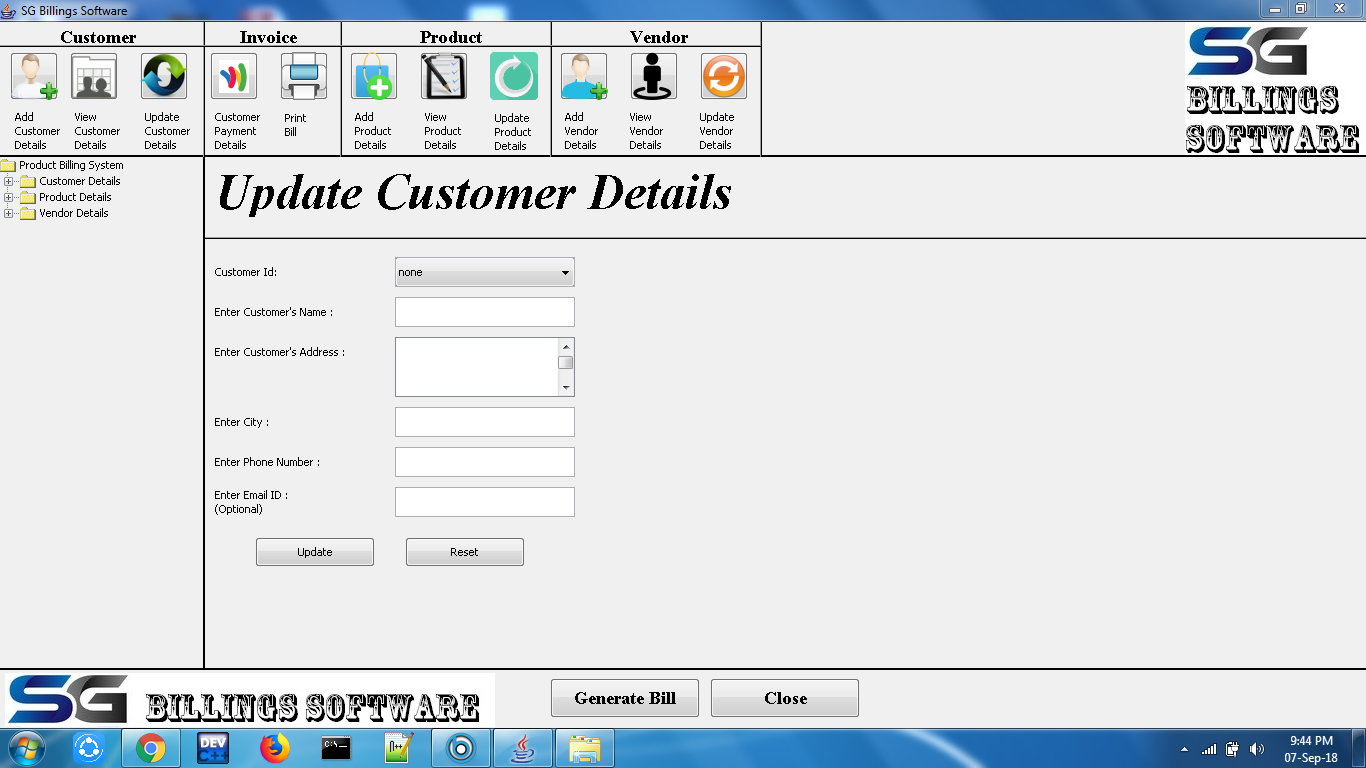 SG Billings Software
Customer
Invoice
Product
Vendor
Add
Customer
Details
View
Customer
Details
Update
Customer
Details
Customer
Payment
Details
Print
Bill
Add
Product
Details
View
Product
Details
Update
Product
Details
Add
Vendor
Details
View
Vendor
Details
Update
Vendor
Details
SG
BILLINGS
SOFTWARE
Product Billing System
Customer Details
Product Details
Vendor Details
Update Customer Details
Customer Id:
none
Enter Customer's Name :
Enter Customer's Address :
Enter City :
Enter Phone Number :
Enter Email ID :
(Optional)
Update
Reset
SG BILLINGS SOFTWARE
Generate Bill
Close
DEV
C++
C:\_
n++
9:44 PM
07-Sep-18